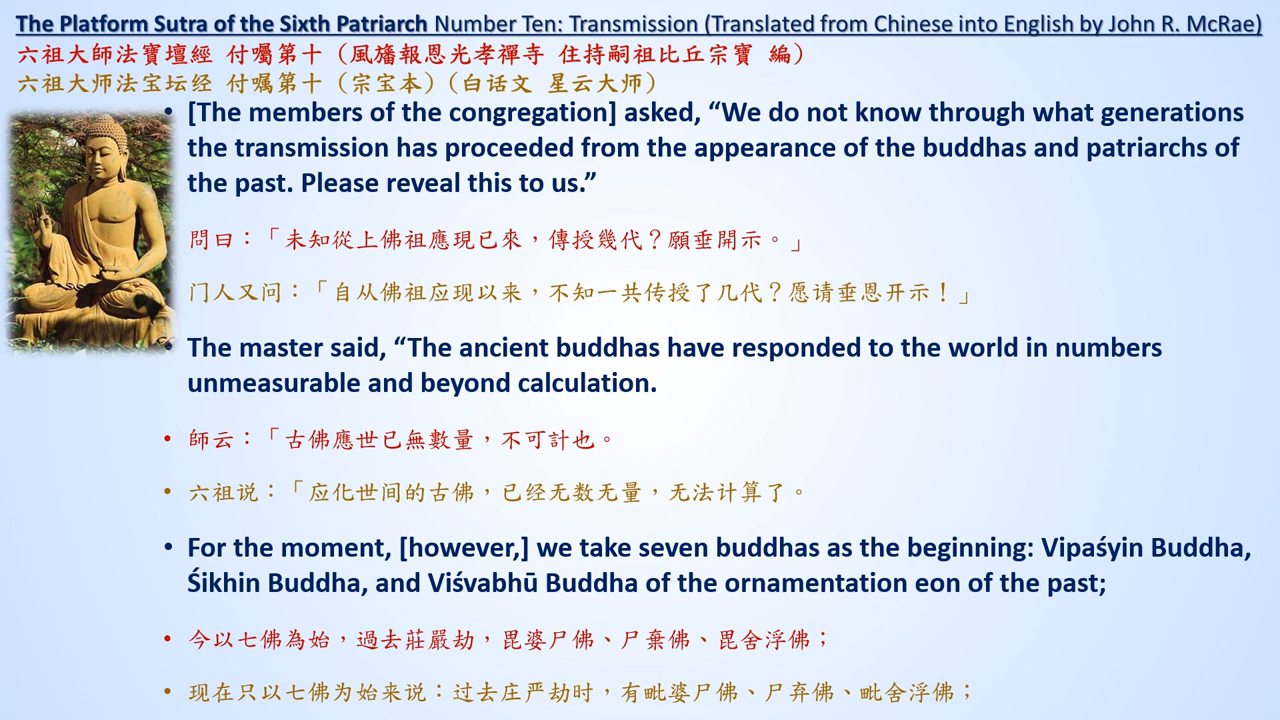 The Platform Sutra of the Sixth Patriarch Number Ten: Transmission (Translated from Chinese into English by John R. McRae)
六祖大師法寶壇經 付囑第十（風旛報恩光孝禪寺 住持嗣祖比丘宗寶 編）
六祖大师法宝坛经 付嘱第十（宗宝本）（白话文 星云大师）
• [The members of the congregation] asked, “We do not know through what generations
the transmission has proceeded from the appearance of the buddhas and patriarchs of
the past. Please reveal this to us.”
問曰：「未知從上佛祖應現已來，傳授幾代？願垂開示。」
门人又问：「自从佛祖应现以来，不知一共传授了几代？愿请垂恩开示！」
• The master said, “The ancient buddhas have responded to the world in numbers
unmeasurable and beyond calculation.
• 師云：「古佛應世已無數量，不可計也。
• 六祖说：「应化世间的古佛，已经无数无量，无法计算了。
• For the moment, [however,] we take seven buddhas as the beginning: Vipaśyin Buddha,
Śikhin Buddha, and Viśvabhū Buddha of the ornamentation eon of the past;
• 今以七佛為始，過去莊嚴劫，毘婆尸佛、尸棄佛、毘舍浮佛；
• 现在只以七佛为始来说：过去庄严劫时，有毗婆尸佛、尸弃佛、毗舍浮佛；